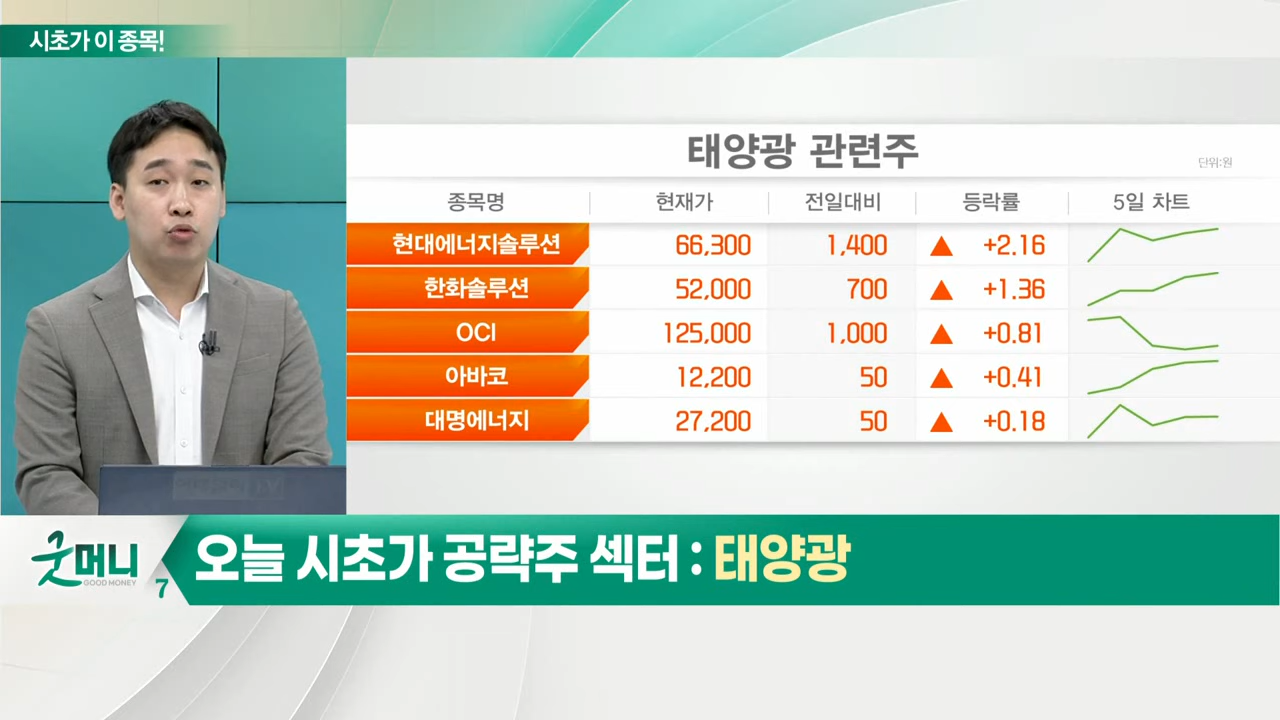 시초가 이 종목!
태양광 관련주
단위:원
종목명 현재가 전일대비 등락률 5일 차트
현대에너지솔루션 66,300 1,400 ▲ +2.16
한화솔루션 52,000 700 ▲ +1.36
OCI 125,000 1,000 ▲ +0.81
아바코 12,200 50 ▲ +0.41
대명에너지 27,200 50 ▲ +0.18
굿머니
GOOD MONEY
7
오늘 시초가 공략주 섹터 : 태양광